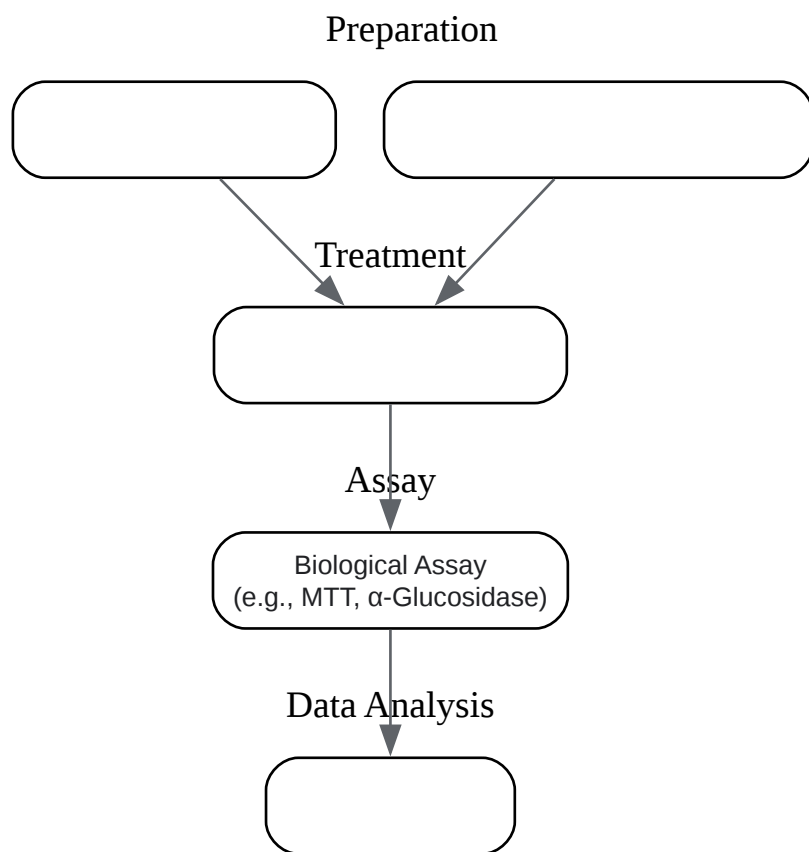 Preparation
Treatment
Assay
Biological Assay
(e.g., MTT, α-Glucosidase)
Data Analysis